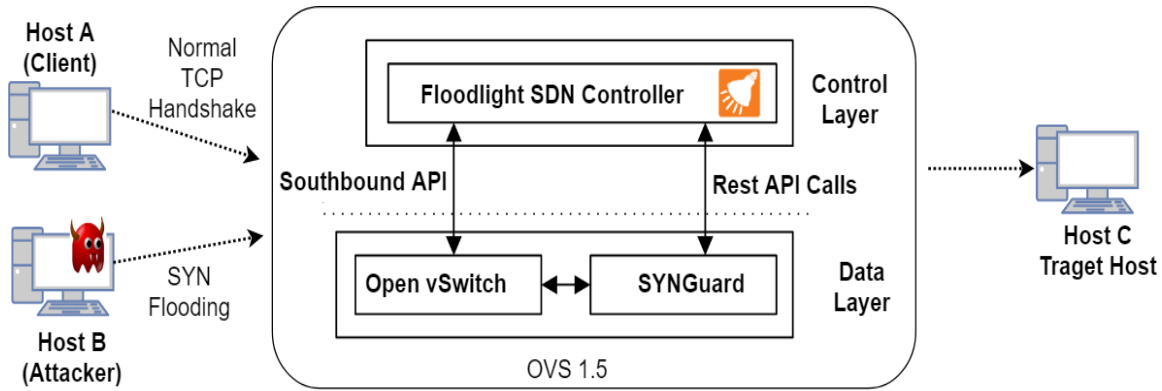 Host A
(Client)
Normal
TCP
Handshake
Host B
(Attacker)
SYN
Flooding
Floodlight SDN Controller
Control
Layer
Southbound API
Rest API Calls
Open vSwitch
SYNGuard
Data
Layer
OVS 1.5
Host C
Traget Host